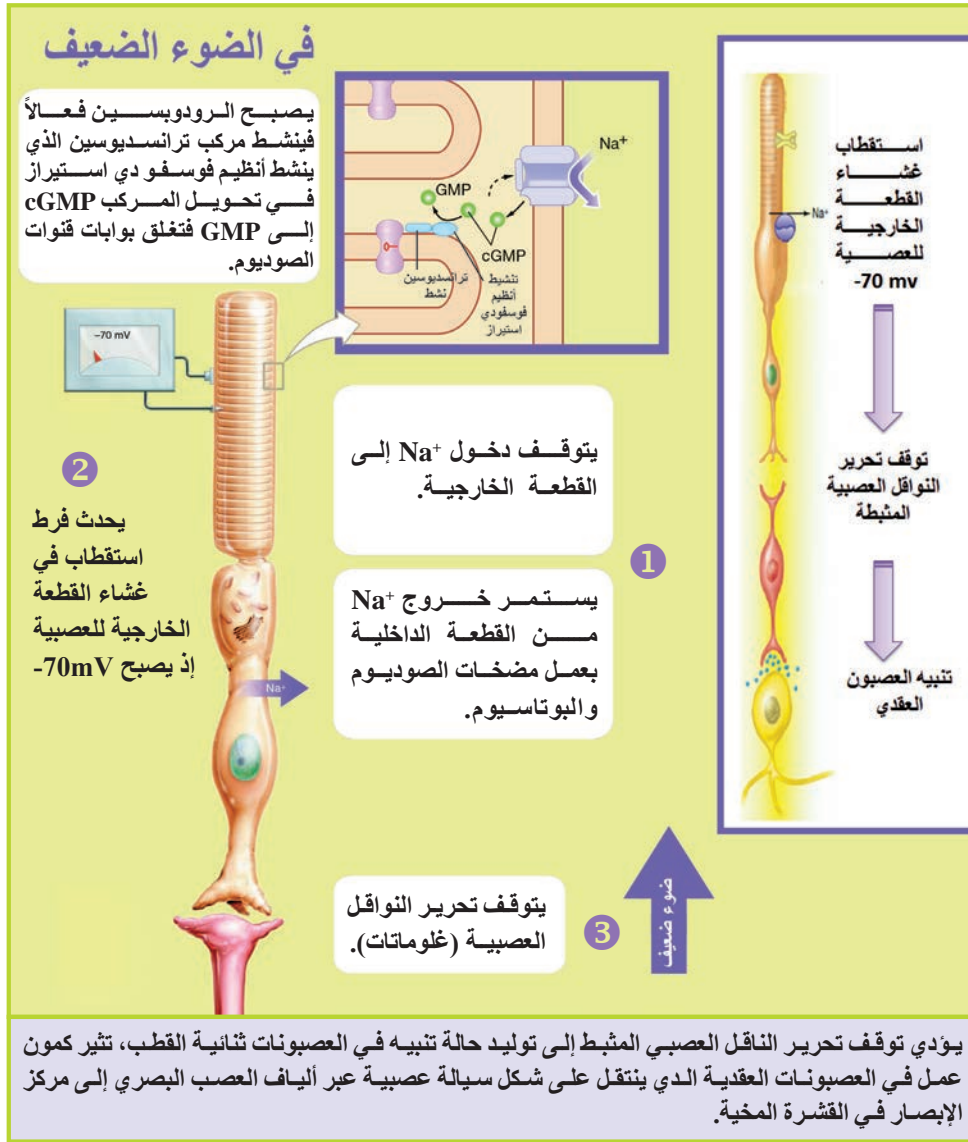 في الضوء الضعيف
يصبح الرودوبسين فعالاً
فينشط مركب ترانسديوسين الذي
ينشط أنظيم فوسفو دي استيراز
في تحويل المركب cGMP
إلى GMP فتغلق بوابات قنوات
الصوديوم.
Na+
GMP
cGMP
ترانسديوسين
نشط
تنشيط
أنظيم
فوسفودي
استيراز
استقطاب
غشاء
القطعة
الخارجية
للعصية
-70 mv
Na+
توقف تحرير
النواقل العصبية
المثبطة
تنبيه العصبون
العقدي
–70 mV
1
يتوقف دخول Na+ إلى
القطعة الخارجية.
يستمر خروج Na+
من القطعة الداخلية
بعمل مضخات الصوديوم
والبوتاسيوم.
Na+
2
يحدث فرط
استقطاب في
غشاء القطعة
الخارجية للعصية
إذ يصبح 70mV-
3
يتوقف تحرير النواقل
العصبية (غلوماتات).
ضوء ضعيف
يؤدي توقف تحرير الناقل العصبي المثبط إلى توليد حالة تنبيه في العصبونات ثنائية القطب، تثير كمون
عمل في العصبونات العقدية الذي ينتقل على شكل سيالة عصبية عبر ألياف العصب البصري إلى مركز
الإبصار في القشرة المخية.